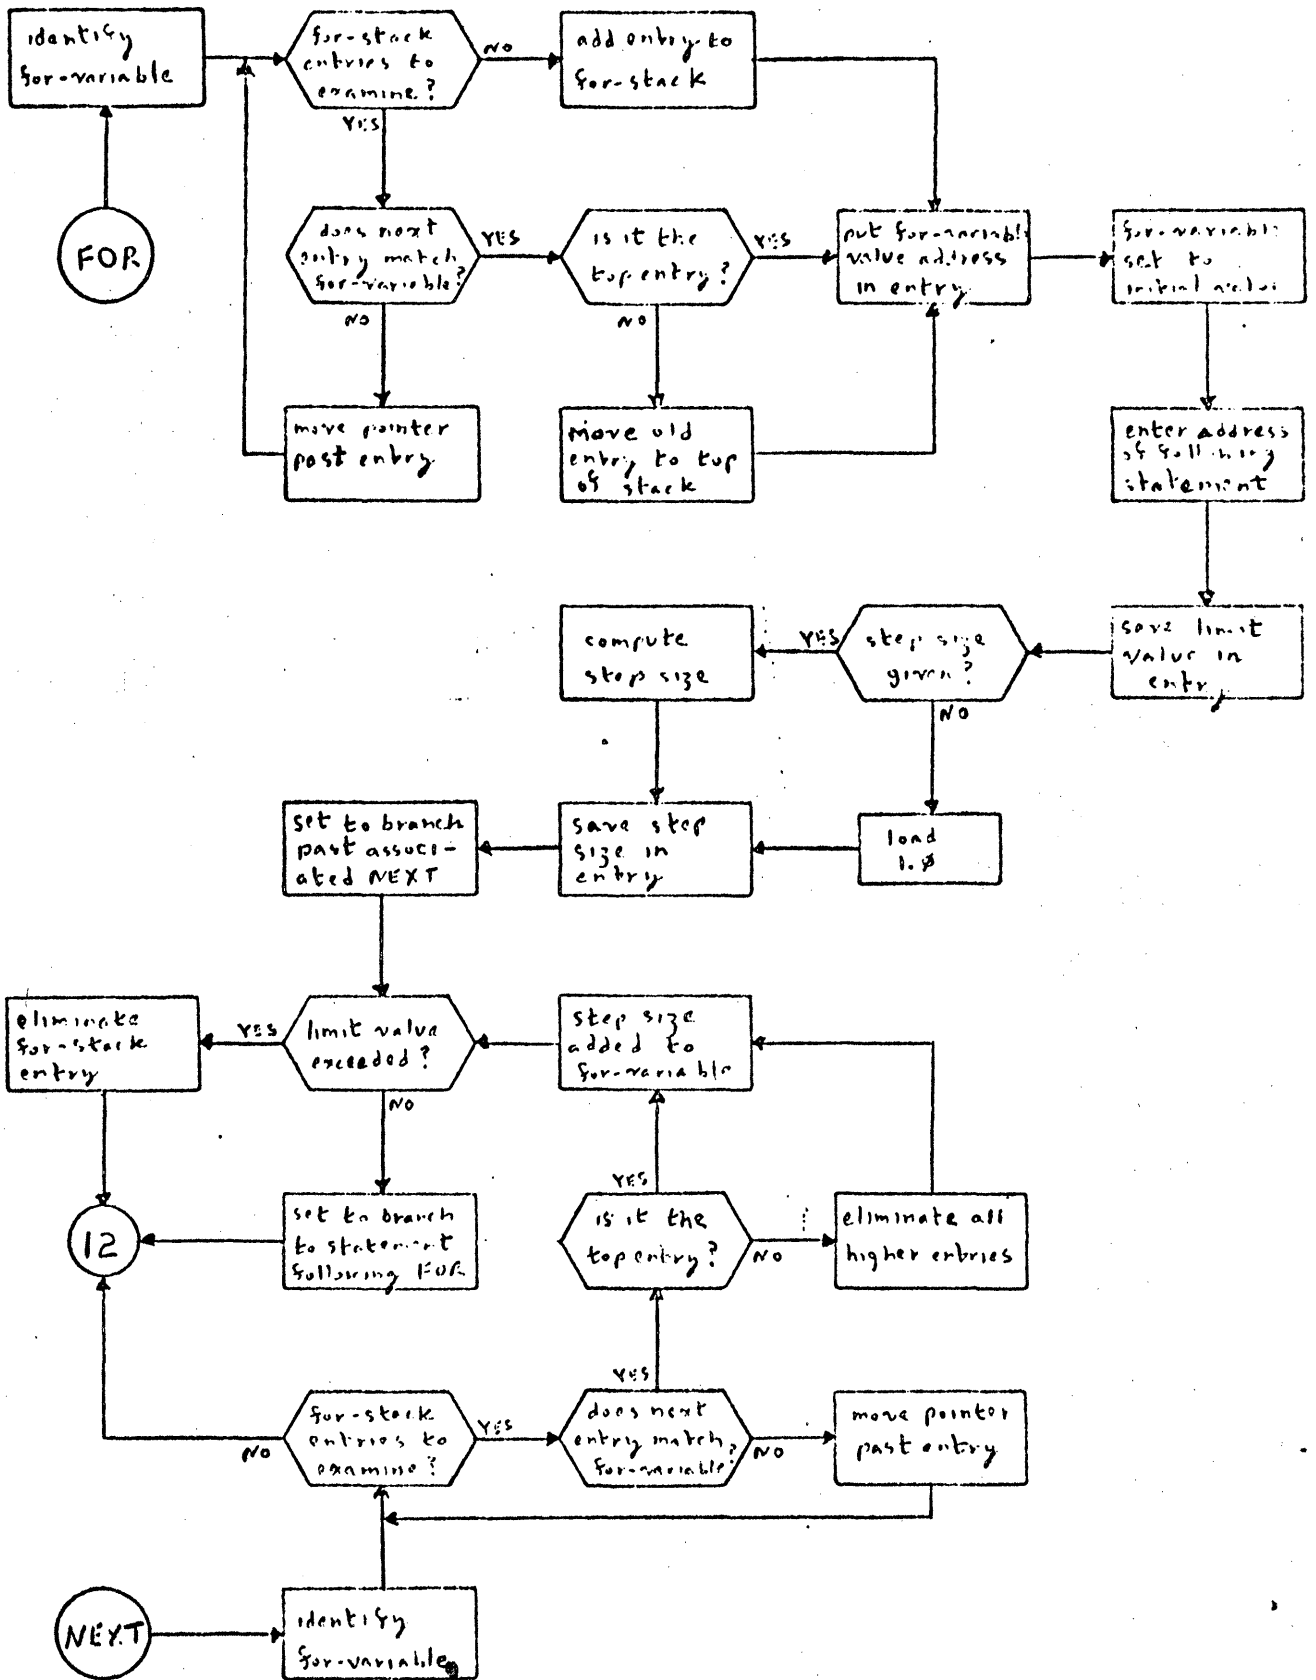 identify
for-variable
for-stack
entries to
examine?
NO
YES
add entry to
for-stack
FOR
does next
entry match
for-variable?
YES
NO
is it the
top entry?
YES
NO
put for-variable
value address
in entry
for-variable
set to
initial value
move pointer
past entry
move old
entry to top
of stack
enter address
of following
statement
compute
step size
YES
step size
given?
NO
save limit
value in
entry
set to branch
past associ-
ated NEXT
save step
size in
entry
load
1.0
eliminate
for-stack
entry
YES
limit value
exceeded?
NO
step size
added to
for-variable
12
set to branch
to statement
following FOR
YES
is it the
top entry?
NO
eliminate all
higher entries
NO
for-stack
entries to
examine?
YES
YES
does next
entry match
for-variable?
NO
move pointer
past entry
NEXT
identify
for-variable